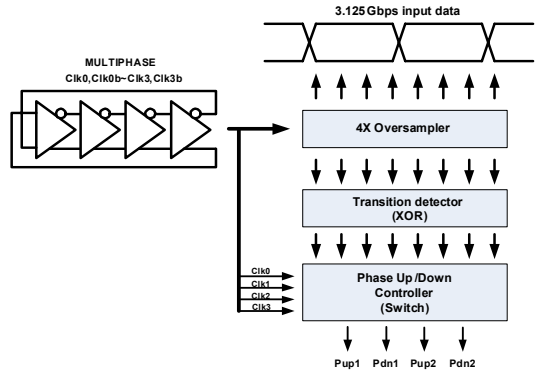 3.125Gbps input data
MULTIPHASE
Clk0,Clk0b~Clk3,Clk3b
4X Oversampler
Transition detector
(XOR)
Clk0
Clk1
Clk2
Clk3
Phase Up/Down
Controller
(Switch)
Pup1 Pdn1 Pup2 Pdn2